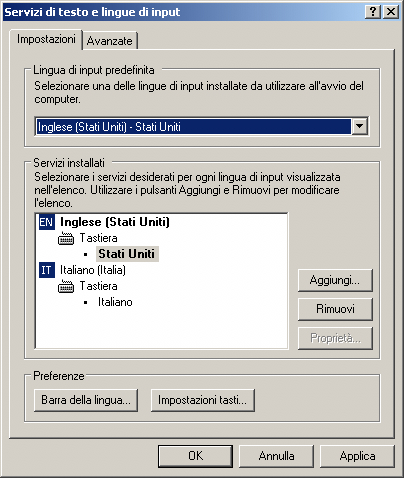 Servizi di testo e lingue di input
Impostazioni Avanzate
Lingua di input predefinita
Selezionare una delle lingue di input installate da utilizzare all'avvio del
computer.
Inglese (Stati Uniti) - Stati Uniti
Servizi installati
Selezionare i servizi desiderati per ogni lingua di input visualizzata
nell'elenco. Utilizzare i pulsanti Aggiungi e Rimuovi per modificare
l'elenco.
EN Inglese (Stati Uniti)
Tastiera
Stati Uniti
IT Italiano (Italia)
Tastiera
Italiano
Aggiungi...
Rimuovi
Proprietà...
Preferenze
Barra della lingua... Impostazioni tasti...
OK Annulla Applica